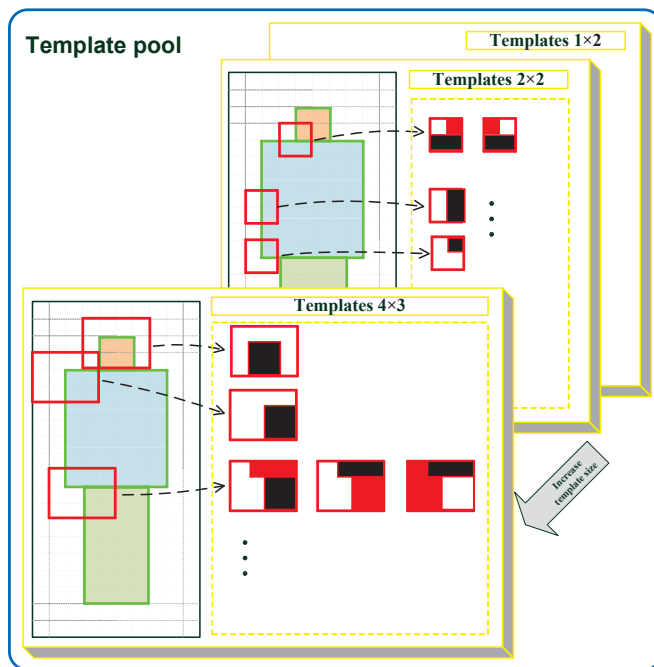 Template pool
Templates 1×2
Templates 2×2
Templates 4×3
Increase
template size